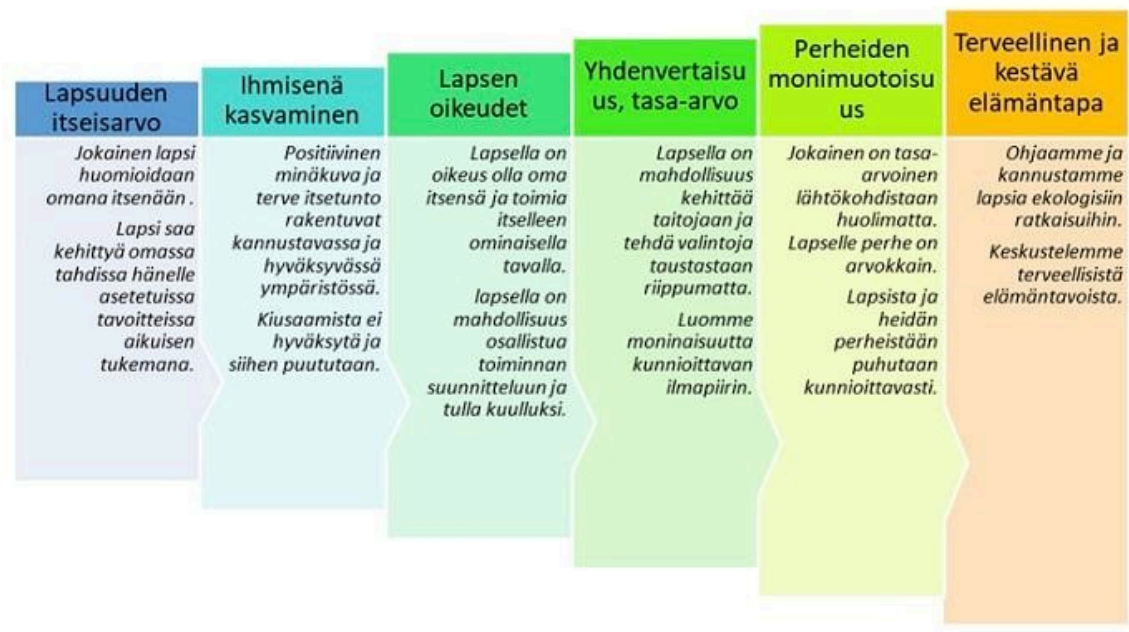 Lapsuuden
itseisarvo
Jokainen lapsi
huomioidaan
omana itsenään .
Lapsi saa
kehittyä omassa
tahdissa hänelle
asetetuissa
tavoitteissa
aikuisen
tukemana.
Ihmisenä
kasvaminen
Positiivinen
minäkuva ja
terve itsetunto
rakentuvat
kannustavassa ja
hyväksyvässä
ympäristössä.
Kiusaamista ei
hyväksytä ja
siihen puututaan.
Lapsen
oikeudet
Lapsella on
oikeus olla oma
itsensä ja toimia
itselleen
ominaisella
tavalla.
lapsella on
mahdollisuus
osallistua
toiminnan
suunnitteluun ja
tulla kuulluksi.
Yhdenvertaisu
us, tasa-arvo
Lapsella on
mahdollisuus
kehittää
taitojaan ja
tehdä valintoja
taustastaan
riippumatta.
Luomme
moninaisuutta
kunnioittavan
ilmapiirin.
Perheiden
monimuotoisu
us
Jokainen on tasa-
arvoinen
lähtökohdistaan
huolimatta.
Lapselle perhe on
arvokkain.
Lapsista ja
heidän
perheistään
puhutaan
kunnioittavasti.
Terveellinen ja
kestävä
elämäntapa
Ohjaamme ja
kannustamme
lapsia ekologisiin
ratkaisuihin.
Keskustelemme
terveellisistä
elämäntavoista.